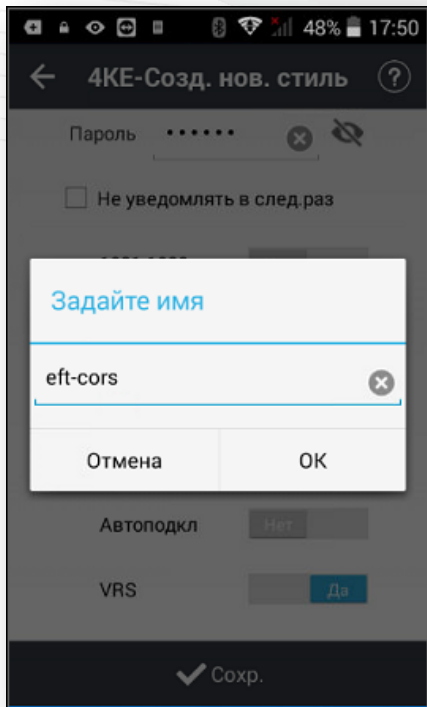 48% 17:50
4КЕ-Созд. нов. стиль ?
Пароль ••••••
Не уведомлять в след.раз
Задайте имя
eft-cors
Отмена OK
Автоподкл Нет
VRS Да
Сохр.